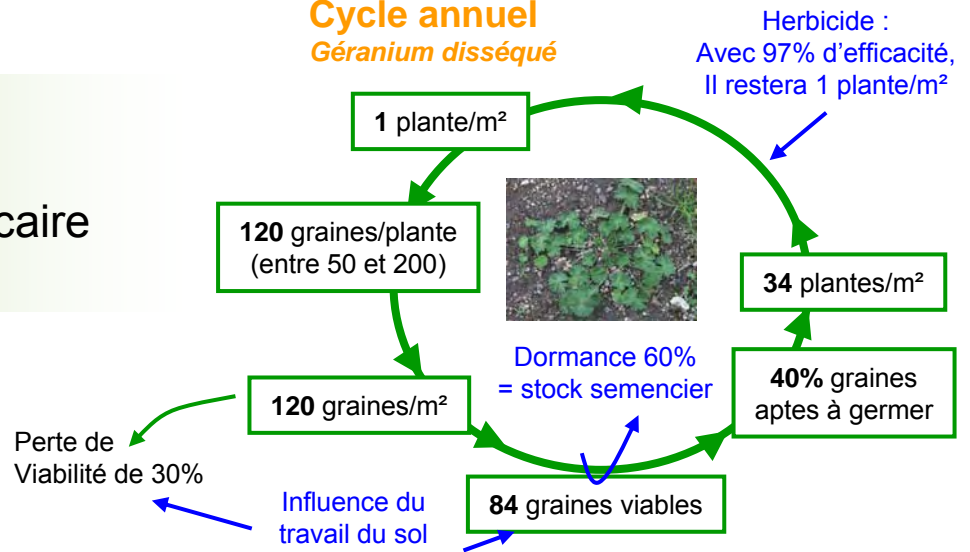 Cycle annuel
Géranium disséqué
Herbicide :
Avec 97% d’efficacité,
Il restera 1 plante/m²
1 plante/m²
120 graines/plante
(entre 50 et 200)
34 plantes/m²
Dormance 60%
= stock semencier
40% graines
aptes à germer
120 graines/m²
Perte de
Viabilité de 30%
84 graines viables
Influence du
travail du sol
caire